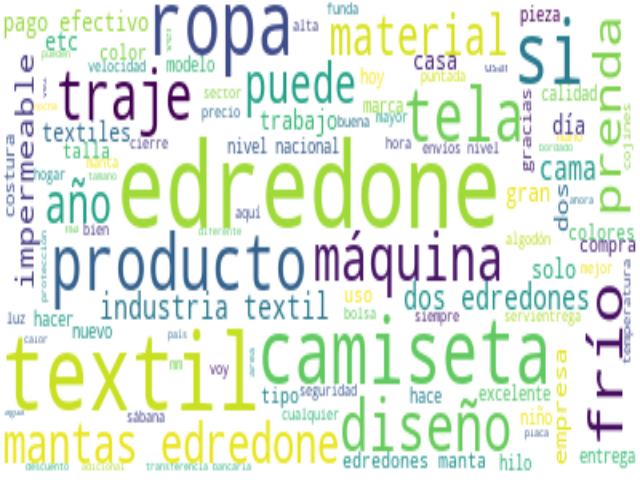 pago efectivo
ropa
alta
funda
pieza
etc
color
material
si
prenda
velocidad
modelo
casa
impermeable
traje
sector
puede
hoy
puntada
calidad
precio
marca
tela
gracias
cojines
costura
textiles
trabajo
buena
mayor
día
talla
cierre
nivel nacional
hora
envíos nivel
mano
bordado
hogar
manta
tamaño
edredone
cama
año
aquí
gran
dos
ahora
bien
diferente
algodón
colores
compra
protección
producto
máquina
solo
mejor
temperatura
industria textil
uso
dos edredones
frío
luz
hacer
bolsa
siempre
servientrega
nuevo
calor
textil
país
mm
voy
área
camiseta
empresa
tipo
seguridad
hace
excelente
agua
sábana
cualquier
diseño
niño
placa
mantas edredone
edredones manta
hilo
entrega
descuento
adicional
transferencia bancaria